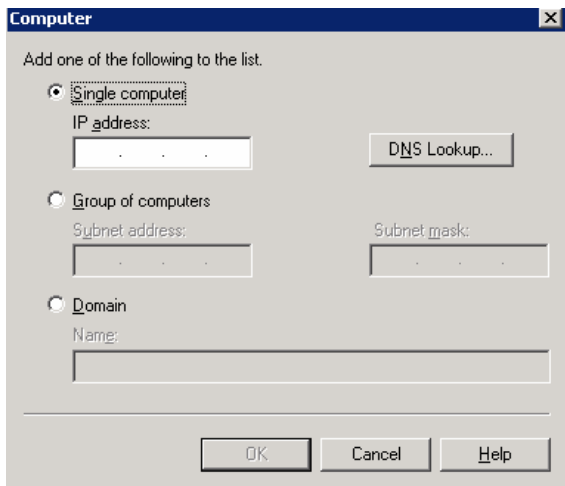 Computer
Add one of the following to the list.
Single computer
IP address:
. . .
DNS Lookup...
Group of computers
Subnet address: Subnet mask:
. . . . . .
Domain
Name:
OK Cancel Help